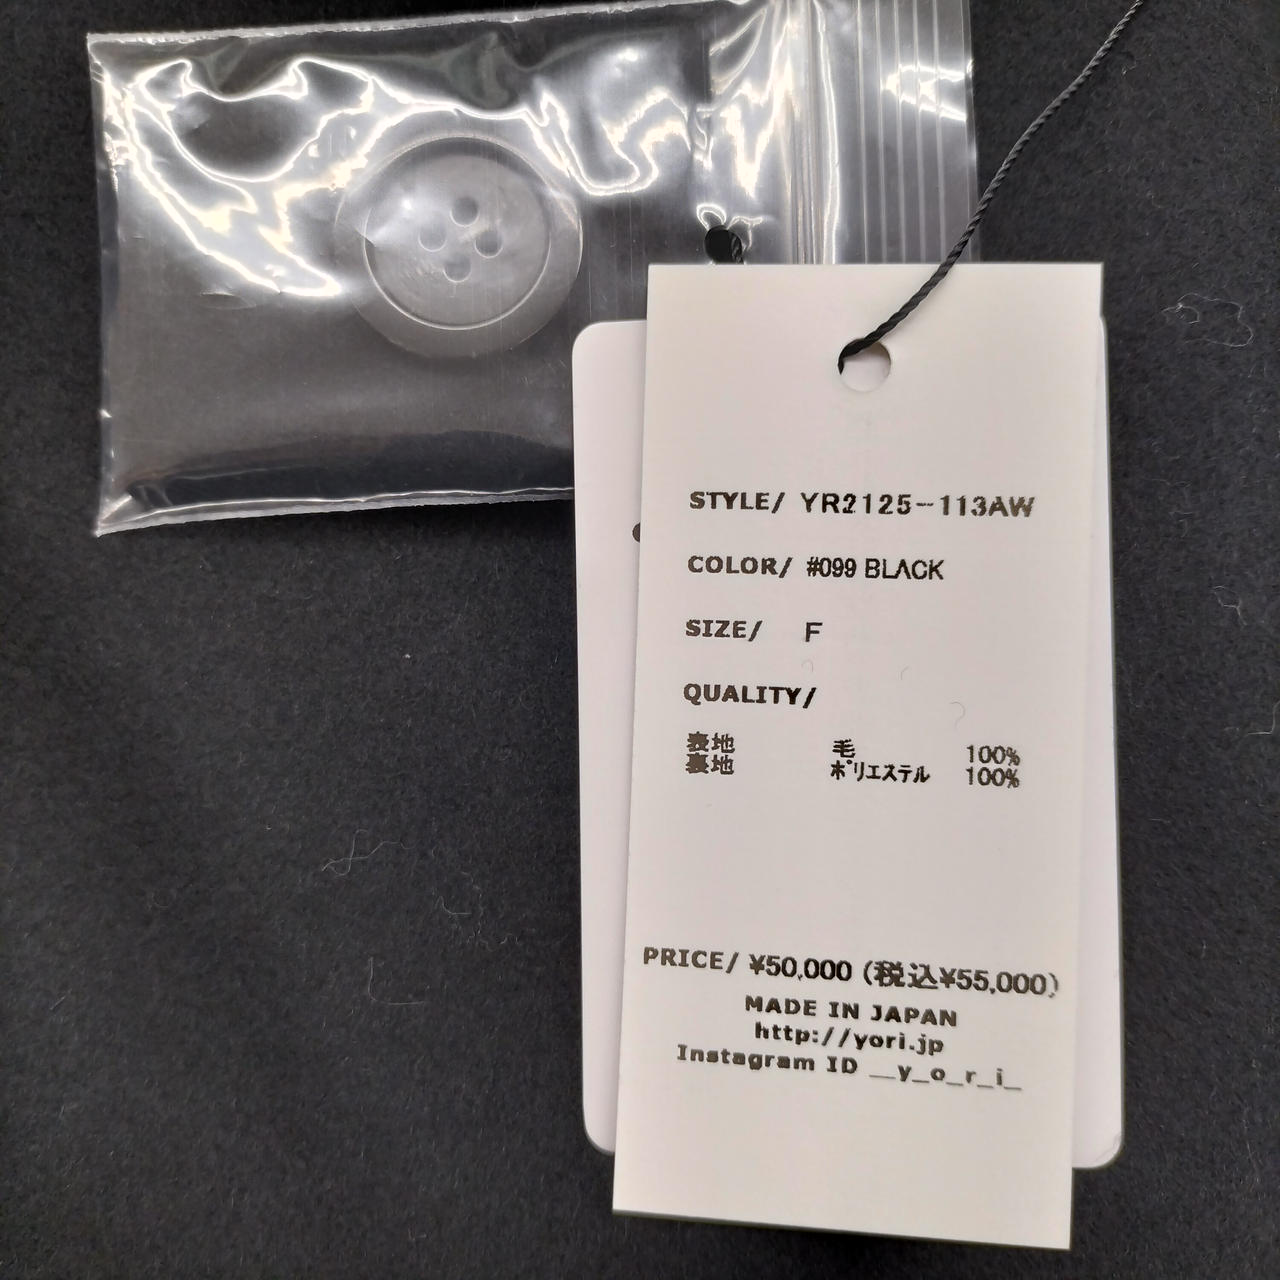 STYLE/ YR2125-113AW
COLOR/ #099 BLACK
SIZE/ F
QUALITY/
表地 毛 100%
裏地 ポリエステル 100%
PRICE/ ¥50,000 (税込¥55,000)
MADE IN JAPAN
http://yori.jp
Instagram ID __y_o_r_i_